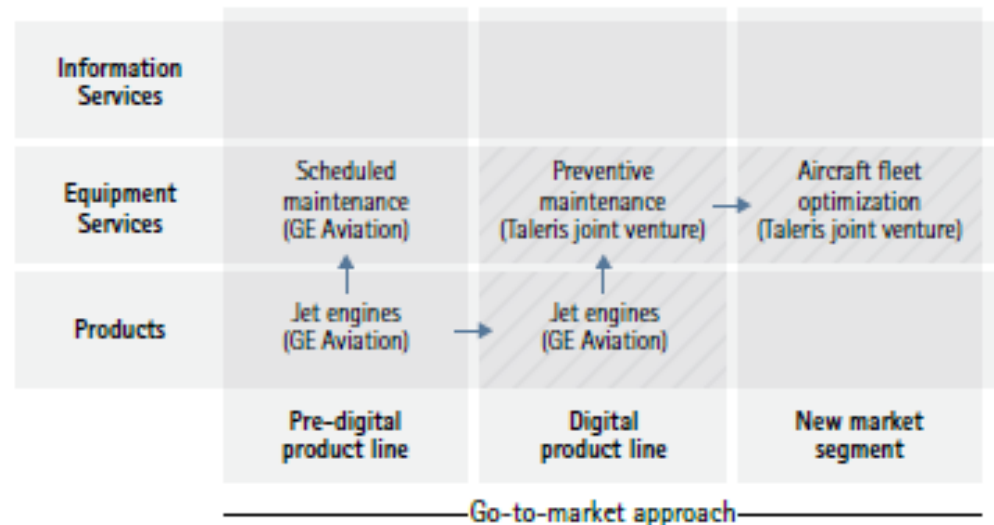 Information
Services
Equipment
Services
Scheduled
maintenance
(GE Aviation)
Preventive
maintenance
(Taleris joint venture)
Aircraft fleet
optimization
(Taleris joint venture)
Products
Jet engines
(GE Aviation)
Jet engines
(GE Aviation)
Pre-digital
product line
Digital
product line
New market
segment
Go-to-market approach